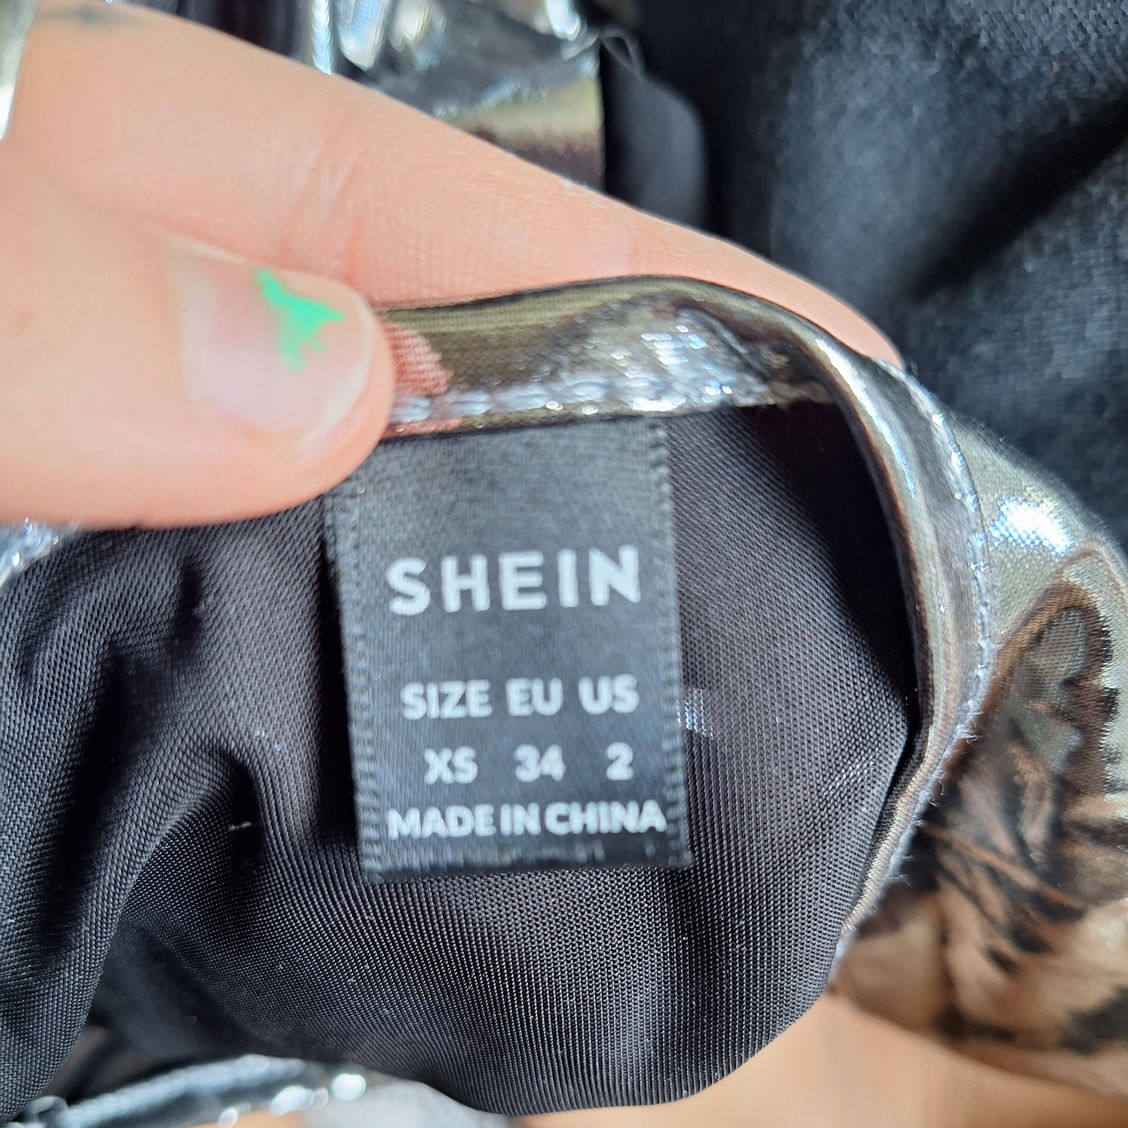 SHEIN
SIZE EU US
XS 34 2
MADE IN CHINA